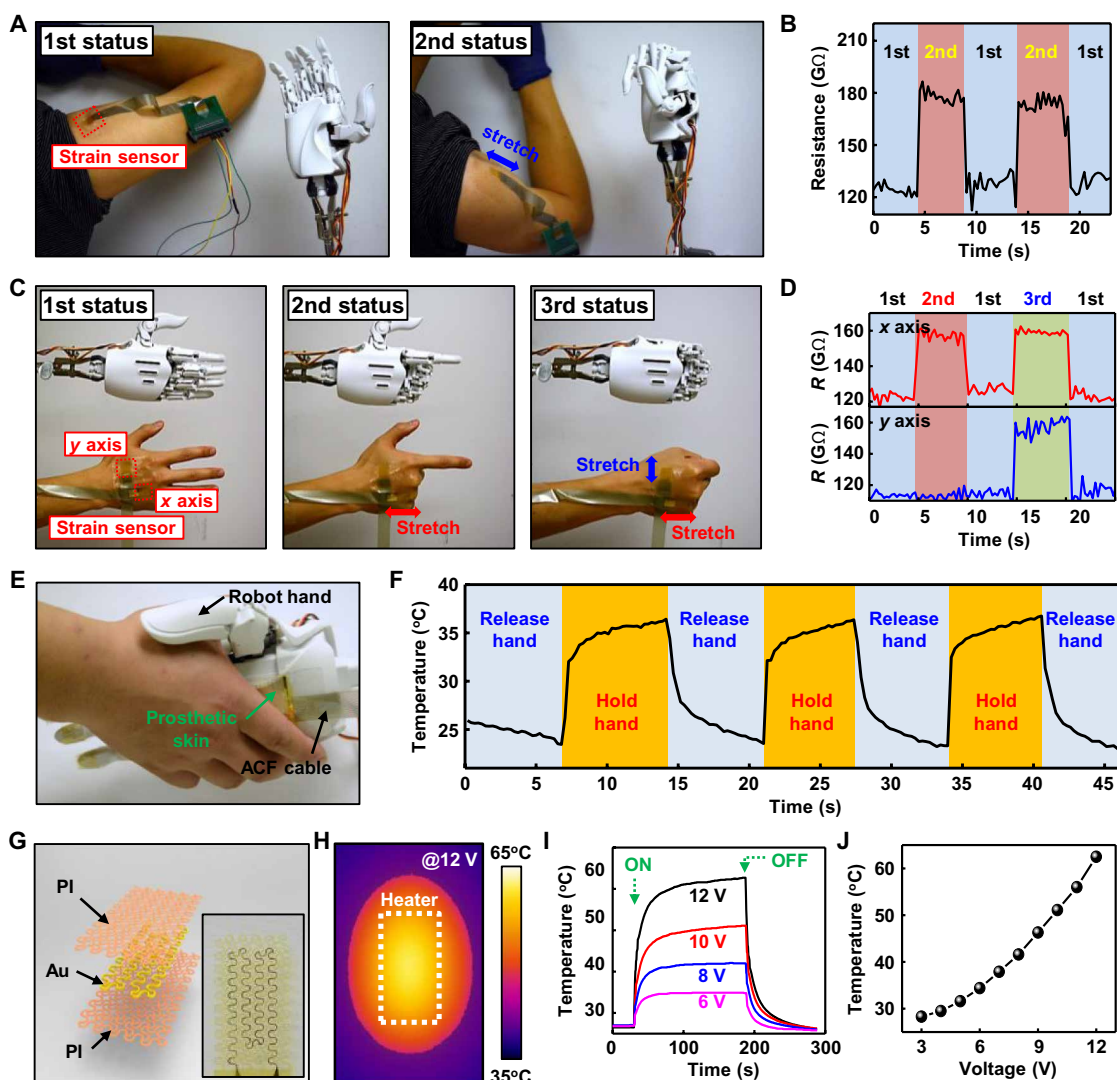 A
1st status
Strain sensor
2nd status
stretch
B
Resistance (GΩ)
210
180
150
120
1st
2nd
1st
2nd
1st
0
5
10
15
20
Time (s)
C
1st status
y axis
x axis
Strain sensor
2nd status
Stretch
3rd status
Stretch
Stretch
D
1st
2nd
1st
3rd
1st
R (GΩ)
160
140
120
x axis
R (GΩ)
160
140
120
y axis
0
5
10
15
20
Time (s)
E
Robot hand
Prosthetic
skin
ACF cable
F
Temperature (°C)
40
35
30
25
Release
hand
Hold
hand
Release
hand
Hold
hand
Release
hand
Hold
hand
Release
hand
0
5
10
15
20
25
30
35
40
45
Time (s)
G
PI
Au
PI
H
@12 V
Heater
65°C
35°C
I
Temperature (°C)
60
50
40
30
ON
OFF
12 V
10 V
8 V
6 V
0
100
200
300
Time (s)
J
Temperature (°C)
60
50
40
30
3
6
9
12
Voltage (V)